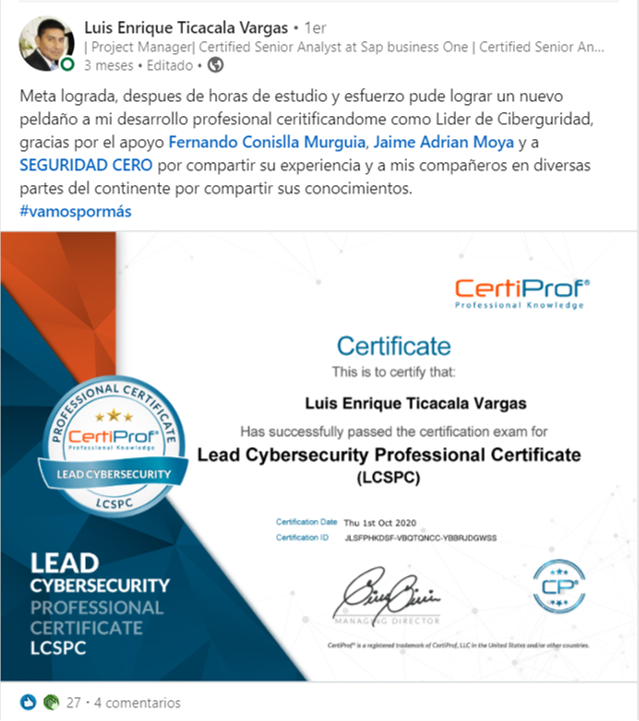 Luis Enrique Ticacala Vargas • 1er
| Project Manager| Certified Senior Analyst at Sap business One | Certified Senior An...
3 meses • Editado •
Meta lograda, despues de horas de estudio y esfuerzo pude lograr un nuevo
peldaño a mi desarrollo profesional ceritificandome como Lider de Ciberguridad,
gracias por el apoyo Fernando Conislla Murguia, Jaime Adrian Moya y a
SEGURIDAD CERO por compartir su experiencia y a mis compañeros en diversas
partes del continente por compartir sus conocimientos.
#vamospormás
CertiProf®
Professional Knowledge
Certificate
This is to certify that:
Luis Enrique Ticacala Vargas
Has successfully passed the certification exam for
Lead Cybersecurity Professional Certificate
(LCSPC)
Certification Date Thu 1st Oct 2020
Certification ID JLSFPHKDSF-VBQTQNCC-YBBRJDGWSS
PROFESSIONAL CERTIFICATE
CertiProf®
Professional Knowledge
LEAD CYBERSECURITY
LCSPC
LEAD
CYBERSECURITY
PROFESSIONAL
CERTIFICATE
LCSPC
MANAGING DIRECTOR
CP®
CertiProf® is a registered trademark of CertiProf, LLC in the United States and/or other countries.
27 • 4 comentarios